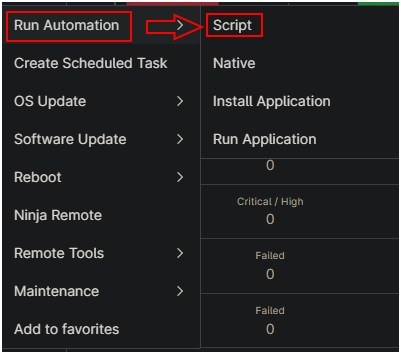 Run Automation
Create Scheduled Task
OS Update
Software Update
Reboot
Ninja Remote
Remote Tools
Maintenance
Add to favorites
Script
Native
Install Application
Run Application
0
Critical / High
0
Failed
0
Failed
0